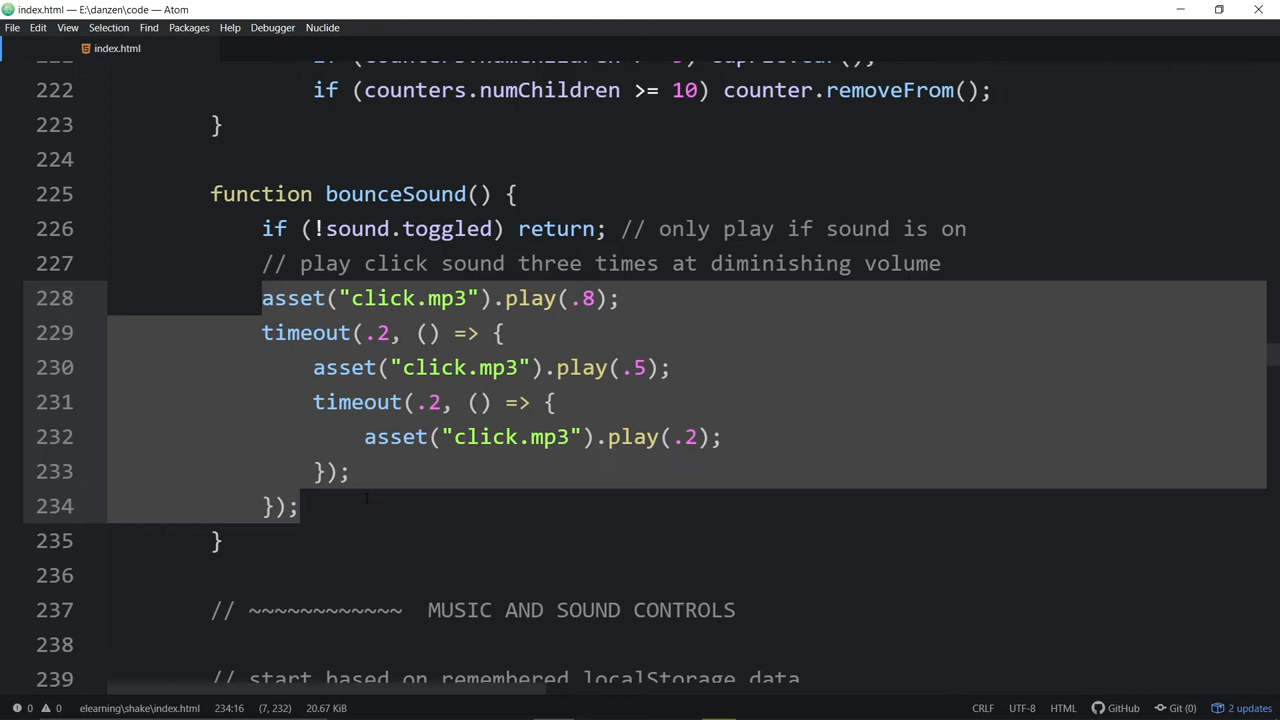 index.html — E:\danzen\code — Atom
File Edit View Selection Find Packages Help Debugger Nuclide
index.html
222 if (counters.numChildren >= 10) counter.removeFrom();
223 }
224
225 function bounceSound() {
226 if (!sound.toggled) return; // only play if sound is on
227 // play click sound three times at diminishing volume
228 asset("click.mp3").play(.8);
229 timeout(.2, () => {
230 asset("click.mp3").play(.5);
231 timeout(.2, () => {
232 asset("click.mp3").play(.2);
233 });
234 });
235 }
236
237 // ~~~~~~~~~~~~ MUSIC AND SOUND CONTROLS
238
239 // start based on remembered localStorage data
0 0 elearning\shake\index.html 234:16 (7, 232) 20.67 KiB CRLF UTF-8 HTML GitHub Git (0) 2 updates